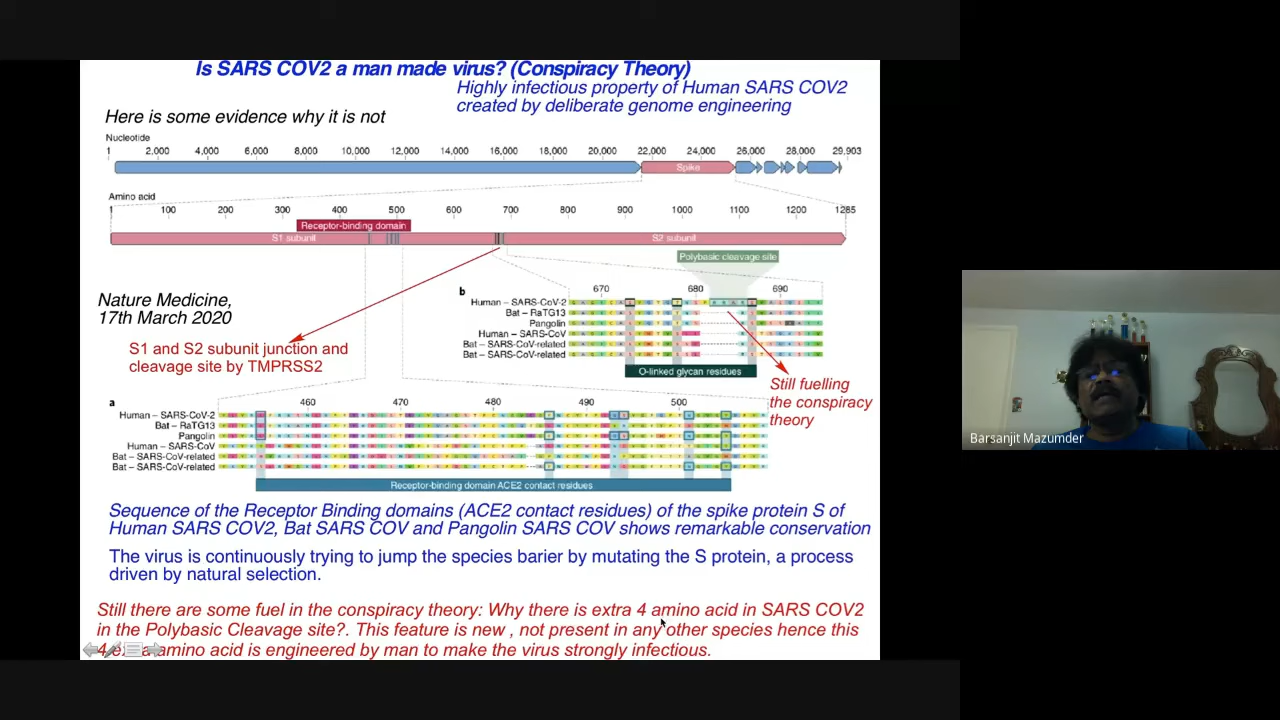 Is SARS COV2 a man made virus? (Conspiracy Theory)
Highly infectious property of Human SARS COV2
created by deliberate genome engineering
Here is some evidence why it is not
Nucleotide
1 2,000 4,000 6,000 8,000 10,000 12,000 14,000 16,000 18,000 20,000 22,000 24,000 26,000 28,000 29,903
Spike
Amino acid
1 100 200 300 400 500 600 700 800 900 1000 1100 1200 1285
Receptor-binding domain
S1 subunit S2 subunit
Polybasic cleavage site
b
670 680 690
Human – SARS-CoV-2
Bat – RaTG13
Pangolin
Human – SARS-CoV
Bat – SARS-CoV-related
Bat – SARS-CoV-related
O-linked glycan residues
Nature Medicine,
17th March 2020
S1 and S2 subunit junction and
cleavage site by TMPRSS2
Still fuelling
the conspiracy
theory
a
460 470 480 490 500
Human – SARS-CoV-2
Bat – RaTG13
Pangolin
Human – SARS-CoV
Bat – SARS-CoV-related
Bat – SARS-CoV-related
Receptor-binding domain ACE2 contact residues
Sequence of the Receptor Binding domains (ACE2 contact residues) of the spike protein S of
Human SARS COV2, Bat SARS COV and Pangolin SARS COV shows remarkable conservation
The virus is continuously trying to jump the species barier by mutating the S protein, a process
driven by natural selection.
Still there are some fuel in the conspiracy theory: Why there is extra 4 amino acid in SARS COV2
in the Polybasic Cleavage site?. This feature is new , not present in any other species hence this
4 amino acid is engineered by man to make the virus strongly infectious.
Barsanjit Mazumder